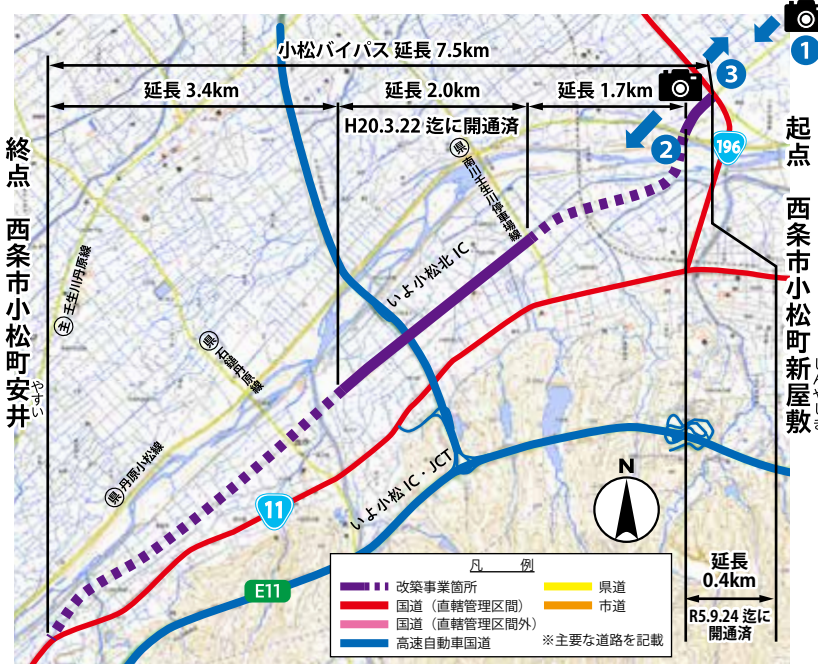 小松バイパス 延長 7.5km
延長 3.4km
延長 2.0km
延長 1.7km
H20.3.22 迄に開通済
1
3
2
196
起点 西条市小松町新屋敷
しんやしき
終点 西条市小松町安井
やすい
県 南川壬生川停車場線
主 壬生川丹原線
いよ小松北 IC
県 石鎚丹原線
県 丹原小松線
いよ小松 IC・JCT
11
E11
N
延長
0.4km
R5.9.24 迄に
開通済
凡 例
改築事業箇所
国道（直轄管理区間）
国道（直轄管理区間外）
高速自動車国道
県道
市道
※主要な道路を記載